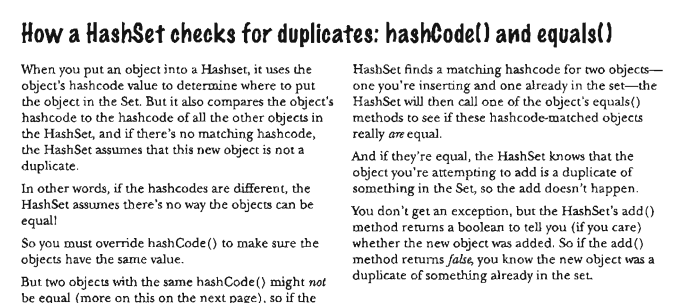 How a HashSet checks for duplicates: hashCode() and equals()
When you put an object into a Hashset, it uses the
object's hashcode value to determine where to put
the object in the Set. But it also compares the object's
hashcode to the hashcode of all the other objects in
the HashSet, and if there's no matching hashcode,
the HashSet assumes that this new object is not a
duplicate.
In other words, if the hashcodes are different, the
HashSet assumes there's no way the objects can be
equal!
So you must override hashCode() to make sure the
objects have the same value.
But two objects with the same hashCode() might not
be equal (more on this on the next page), so if the
HashSet finds a matching hashcode for two objects—
one you're inserting and one already in the set—the
HashSet will then call one of the object's equals()
methods to see if these hashcode-matched objects
really are equal.
And if they're equal, the HashSet knows that the
object you're attempting to add is a duplicate of
something in the Set, so the add doesn't happen.
You don't get an exception, but the HashSet's add()
method returns a boolean to tell you (if you care)
whether the new object was added. So if the add()
method returns false, you know the new object was a
duplicate of something already in the set.